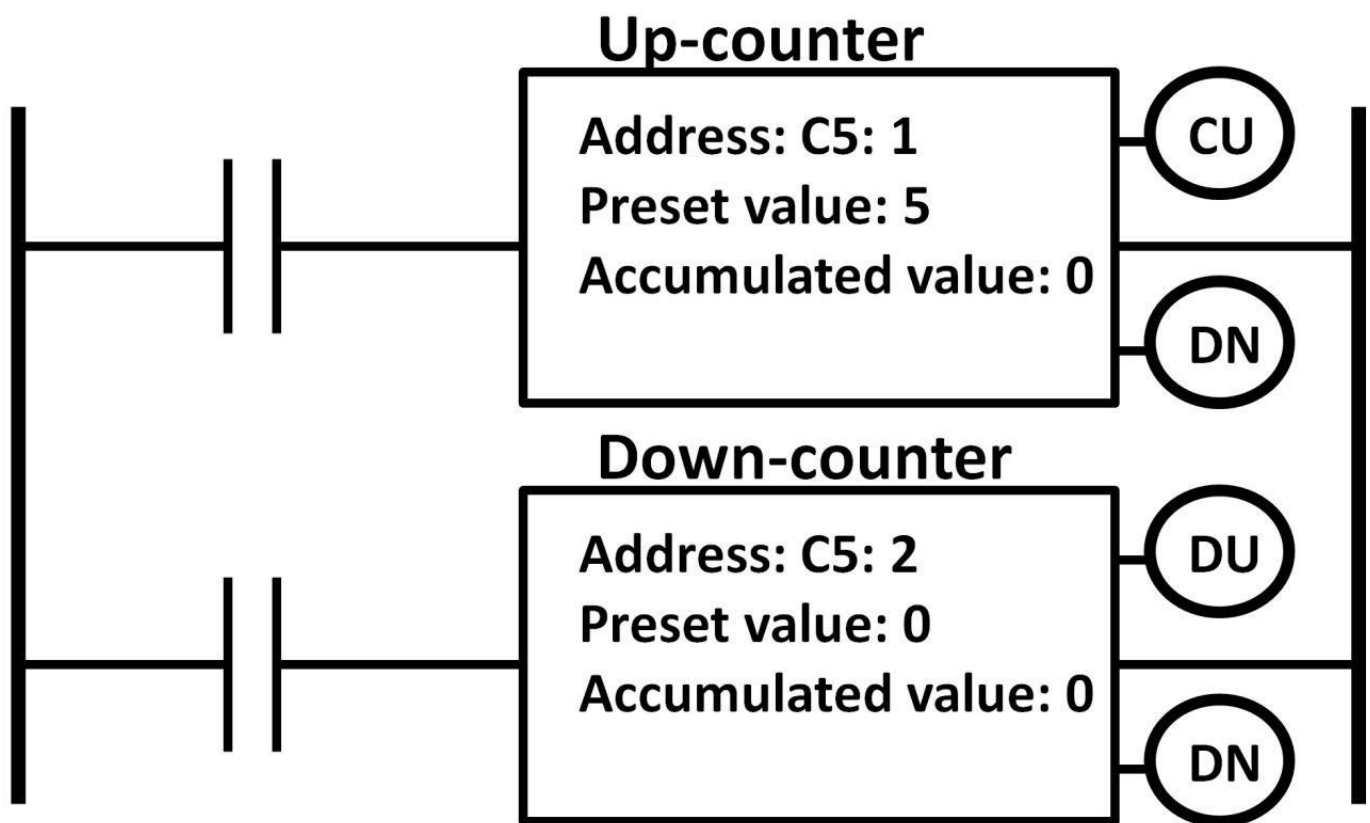 Up-counter
Address: C5: 1
CU
Preset value: 5
Accumulated value: 0
DN
Down-counter
Address: C5: 2
DU
Preset value: 0
Accumulated value: 0
DN